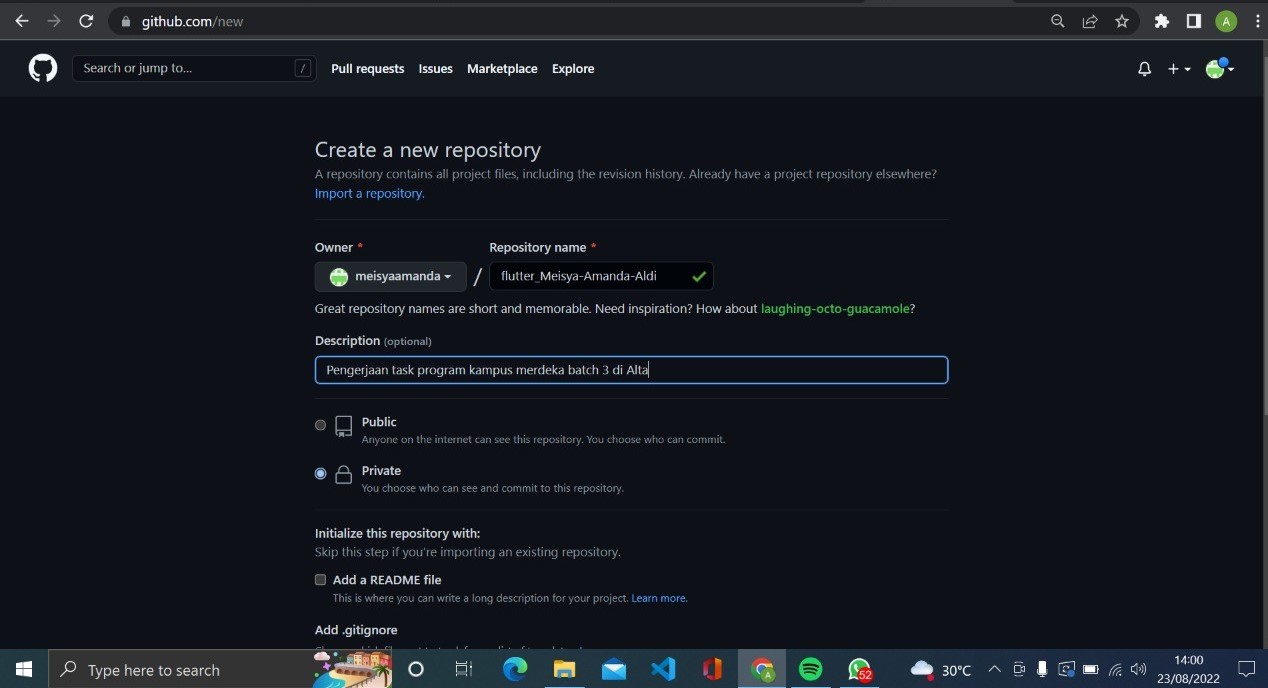 github.com/new
A
Search or jump to...
/
Pull requests
Issues
Marketplace
Explore
Create a new repository
A repository contains all project files, including the revision history. Already have a project repository elsewhere?
Import a repository.
Owner *
Repository name *
meisyaamanda
/
flutter_Meisya-Amanda-Aldi
Great repository names are short and memorable. Need inspiration? How about laughing-octo-guacamole?
Description (optional)
Pengerjaan task program kampus merdeka batch 3 di Alta
Public
Anyone on the internet can see this repository. You choose who can commit.
Private
You choose who can see and commit to this repository.
Initialize this repository with:
Skip this step if you're importing an existing repository.
Add a README file
This is where you can write a long description for your project. Learn more.
Add .gitignore
Type here to search
A
52
30°C
14:00
23/08/2022